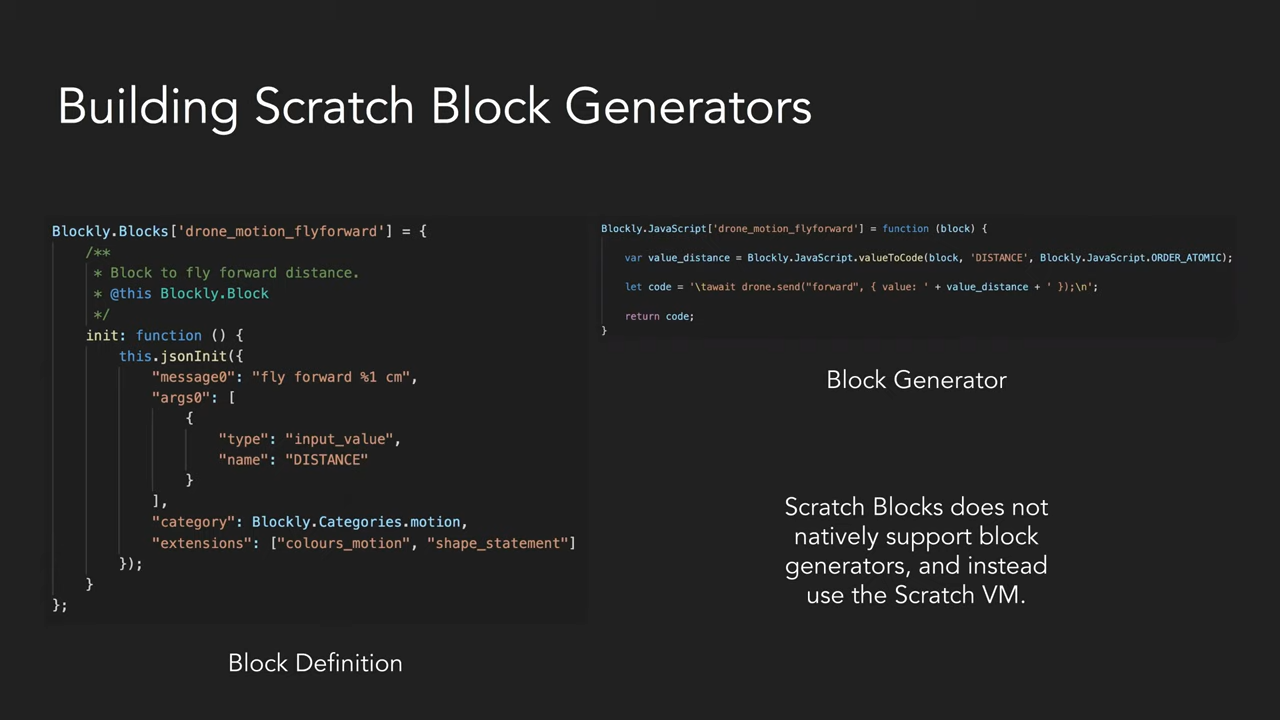 Building Scratch Block Generators
Blockly.Blocks['drone_motion_flyforward'] = {
/**
* Block to fly forward distance.
* @this Blockly.Block
*/
init: function () {
this.jsonInit({
"message0": "fly forward %1 cm",
"args0": [
{
"type": "input_value",
"name": "DISTANCE"
}
],
"category": Blockly.Categories.motion,
"extensions": ["colours_motion", "shape_statement"]
});
}
};
Block Definition
Blockly.JavaScript['drone_motion_flyforward'] = function (block) {
var value_distance = Blockly.JavaScript.valueToCode(block, 'DISTANCE', Blockly.JavaScript.ORDER_ATOMIC);
let code = '\tawait drone.send("forward", { value: ' + value_distance + ' });\n';
return code;
}
Block Generator
Scratch Blocks does not
natively support block
generators, and instead
use the Scratch VM.